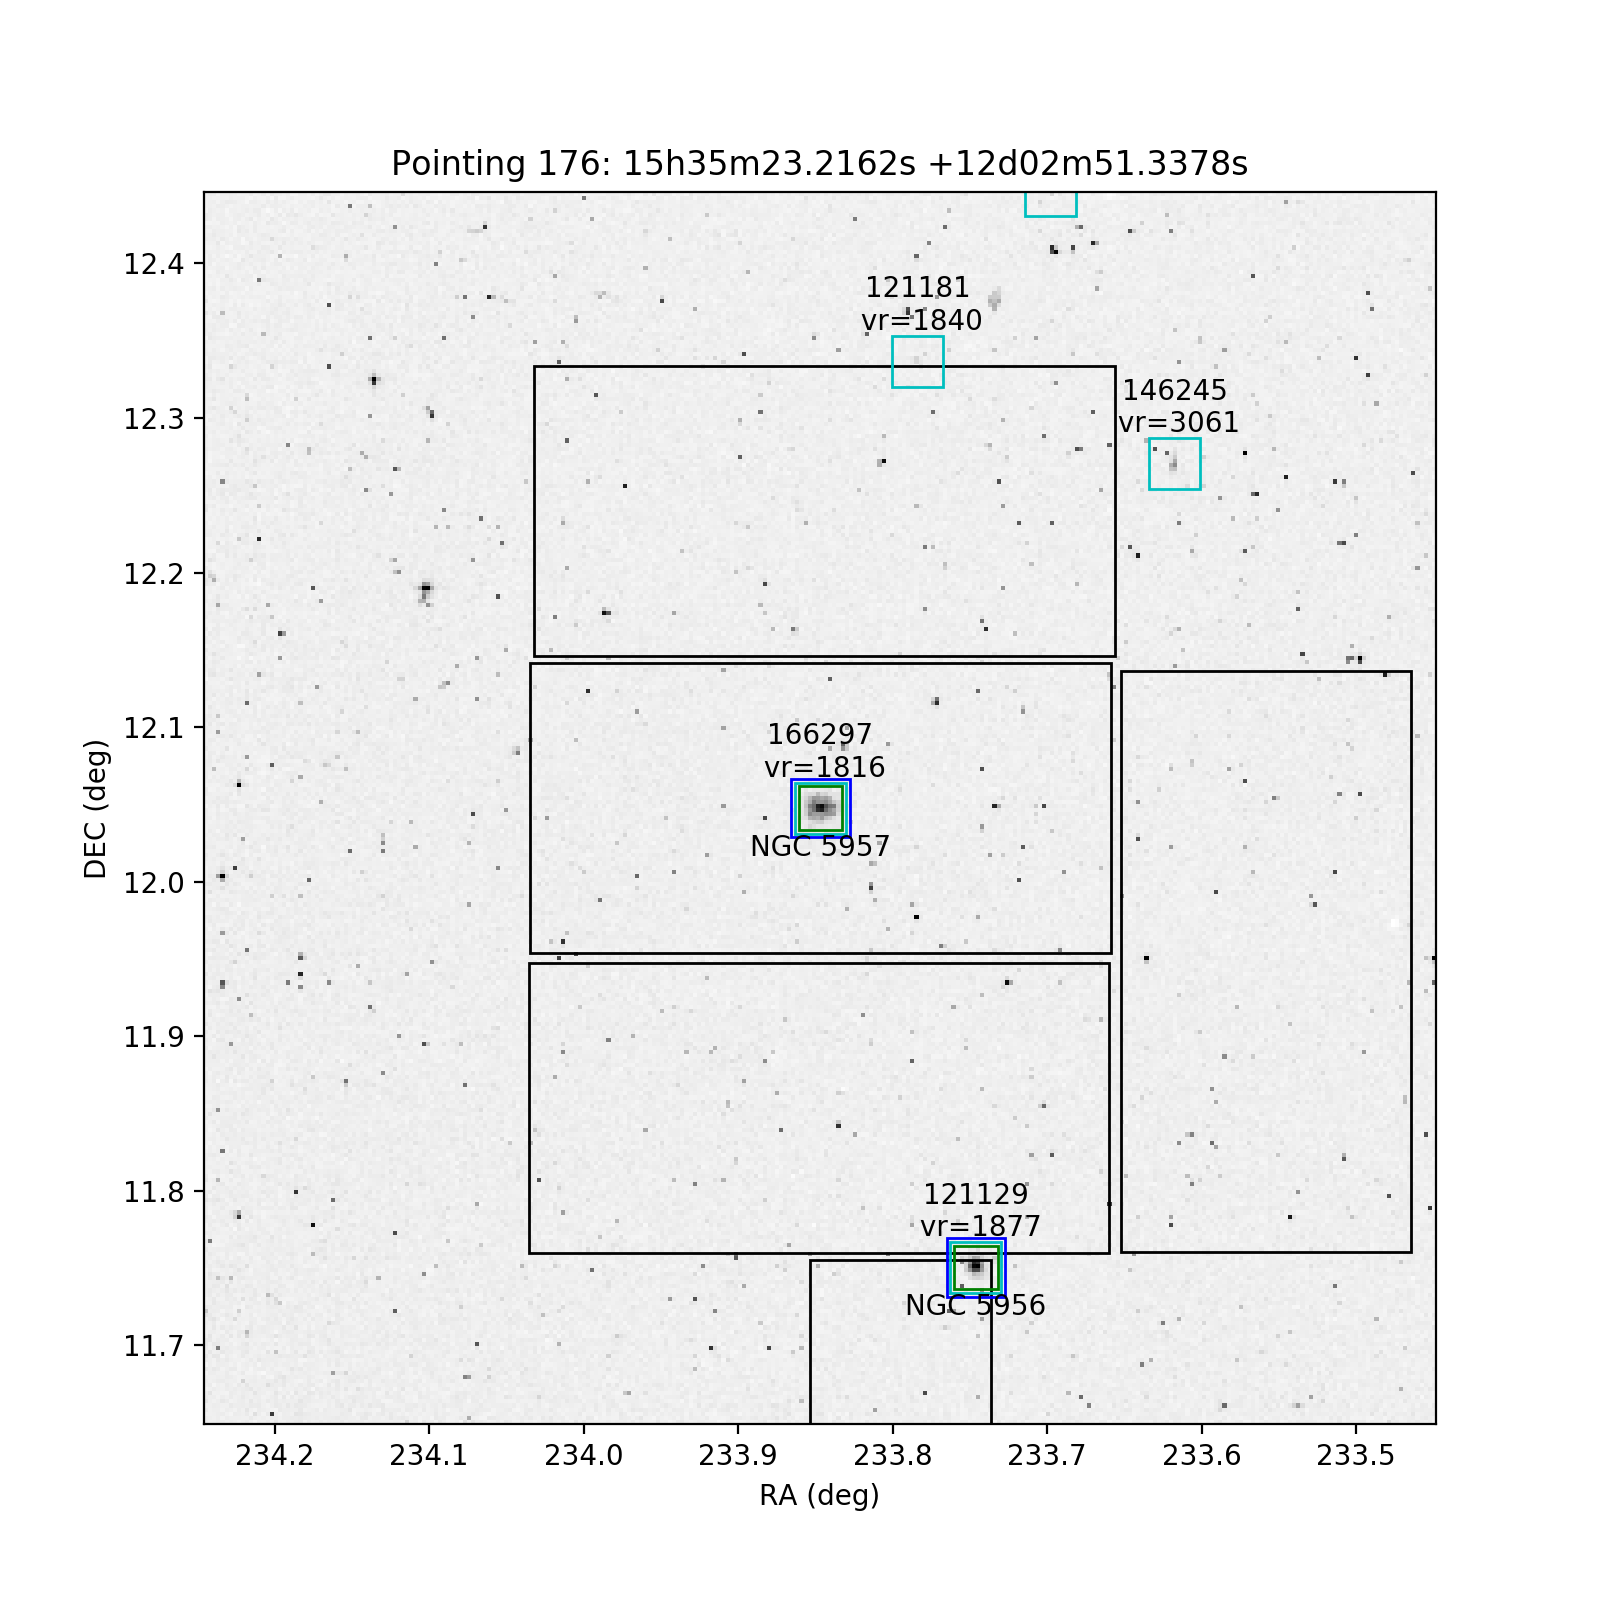 Pointing 176: 15h35m23.2162s +12d02m51.3378s
12.4
12.3
12.2
12.1
12.0
11.9
11.8
11.7
DEC (deg)
121181
vr=1840
146245
vr=3061
166297
vr=1816
NGC 5957
121129
vr=1877
NGC 5956
234.2 234.1 234.0 233.9 233.8 233.7 233.6 233.5
RA (deg)